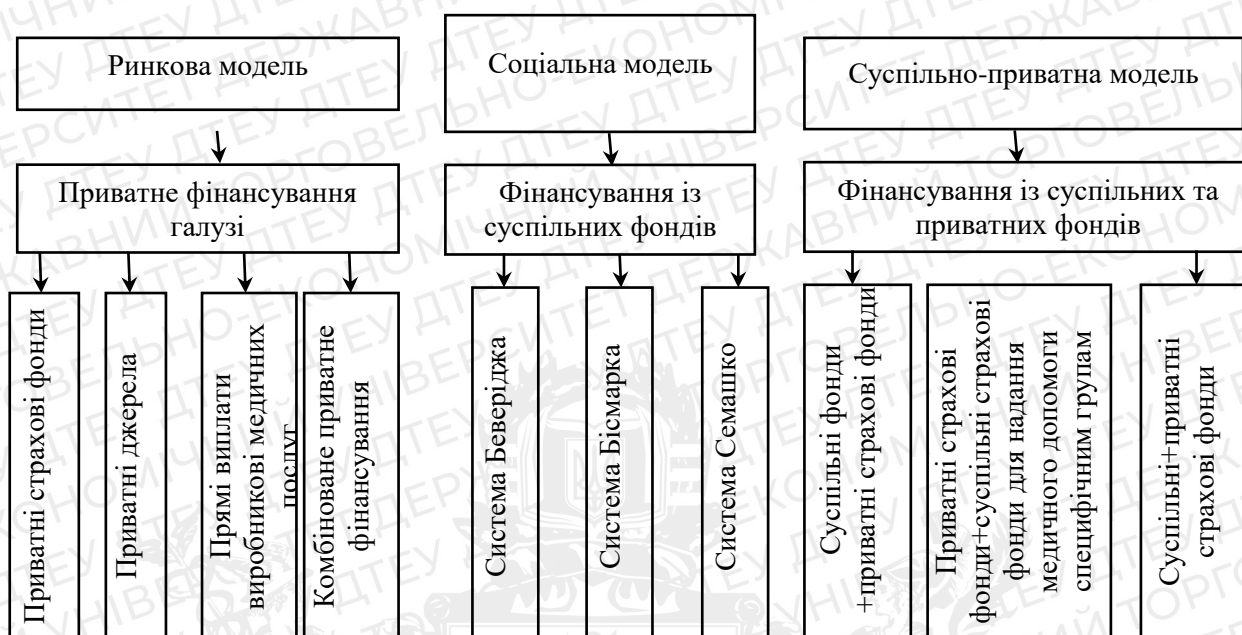 Ринкова модель
Соціальна модель
Суспільно-приватна модель
Приватне фінансування
галузі
Фінансування із
суспільних фондів
Фінансування із суспільних та
приватних фондів
Приватні страхові фонди
Приватні джерела
Прямі виплати
виробникові медичних
послуг
Комбіноване приватне
фінансування
Система Беверіджа
Система Бісмарка
Система Семашко
Суспільні фонди
+приватні страхові фонди
Приватні страхові
фонди+суспільні страхові
фонди для надання
медичного допомоги
специфічним групам
Суспільні+приватні
страхові фонди